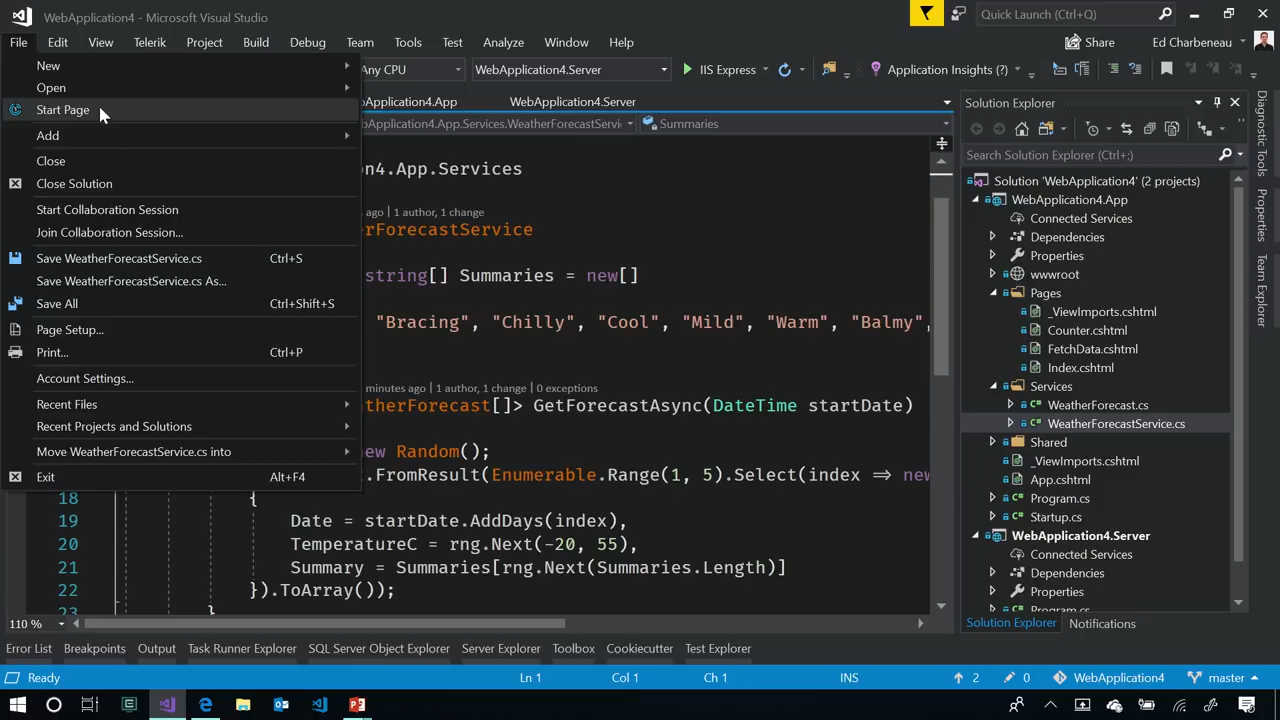 WebApplication4 - Microsoft Visual Studio
Quick Launch (Ctrl+Q)
File Edit View Telerik Project Build Debug Team Tools Test Analyze Window Help
Share Ed Charbeneau
Any CPU WebApplication4.Server IIS Express Application Insights (?)
New
Open
Start Page
Add
Close
Close Solution
Start Collaboration Session
Join Collaboration Session...
Save WeatherForecastService.cs Ctrl+S
Save WeatherForecastService.cs As...
Save All Ctrl+Shift+S
Page Setup...
Print... Ctrl+P
Account Settings...
Recent Files
Recent Projects and Solutions
Move WeatherForecastService.cs into
Exit Alt+F4
bApplication4.App WebApplication4.Server
bApplication4.App.Services.WeatherForecastServi Summaries
n4.App.Services
ago | 1 author, 1 change
erForecastService
string[] Summaries = new[]
"Bracing", "Chilly", "Cool", "Mild", "Warm", "Balmy",
minutes ago | 1 author, 1 change | 0 exceptions
therForecast[]> GetForecastAsync(DateTime startDate)
ew Random();
.FromResult(Enumerable.Range(1, 5).Select(index => new
18 {
19 Date = startDate.AddDays(index),
20 TemperatureC = rng.Next(-20, 55),
21 Summary = Summaries[rng.Next(Summaries.Length)]
22 }).ToArray());
23 }
110 %
Solution Explorer
Search Solution Explorer (Ctrl+;)
Solution 'WebApplication4' (2 projects)
WebApplication4.App
Connected Services
Dependencies
Properties
wwwroot
Pages
_ViewImports.cshtml
Counter.cshtml
FetchData.cshtml
Index.cshtml
Services
WeatherForecast.cs
WeatherForecastService.cs
Shared
_ViewImports.cshtml
App.cshtml
Program.cs
Startup.cs
WebApplication4.Server
Connected Services
Dependencies
Properties
Program.cs
Solution Explorer Notifications
Diagnostic Tools
Properties
Team Explorer
Error List Breakpoints Output Task Runner Explorer SQL Server Object Explorer Server Explorer Toolbox Cookiecutter Test Explorer
Ready Ln 1 Col 1 Ch 1 INS 2 0 WebApplication4 master